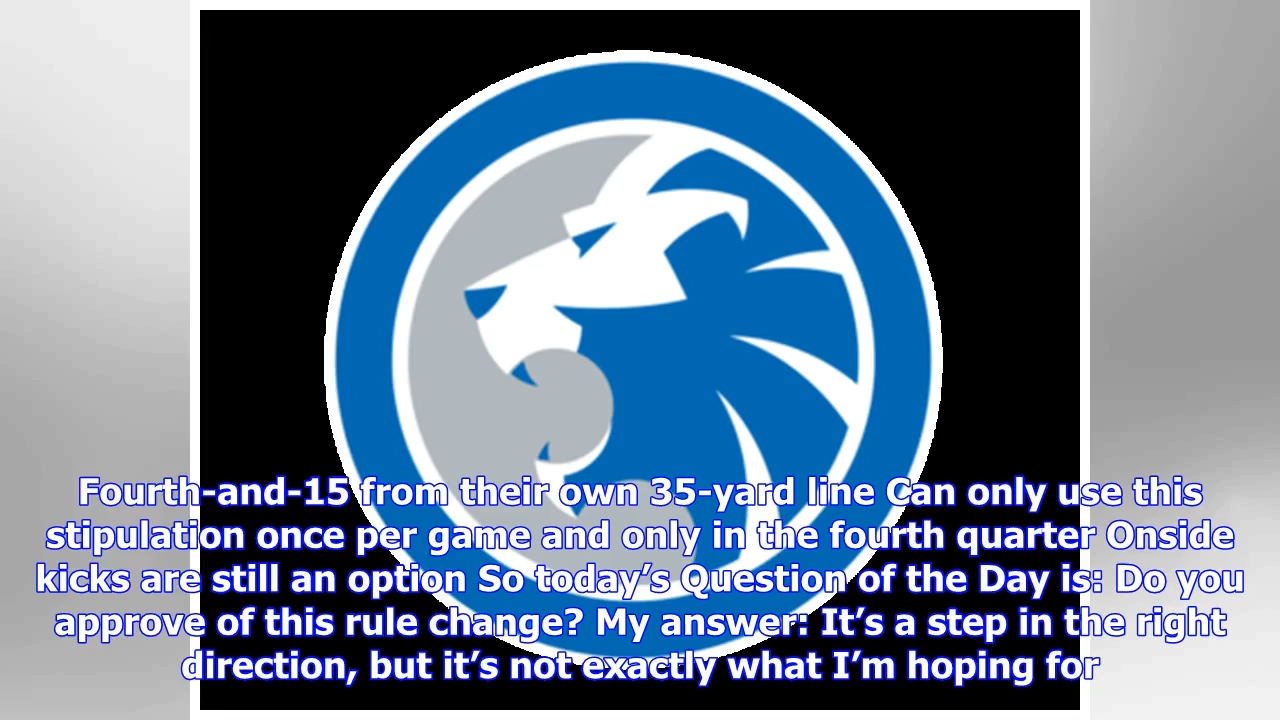 Fourth-and-15 from their own 35-yard line Can only use this
stipulation once per game and only in the fourth quarter Onside
kicks are still an option So today’s Question of the Day is: Do you
approve of this rule change? My answer: It’s a step in the right
direction, but it’s not exactly what I’m hoping for